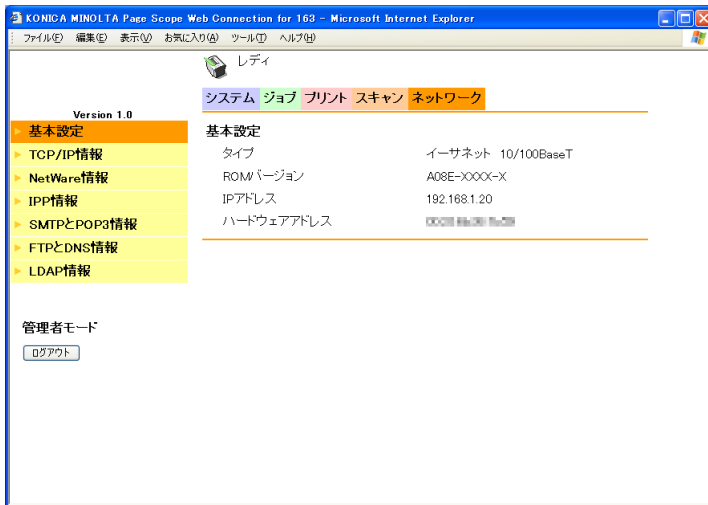 KONICA MINOLTA Page Scope Web Connection for 163 - Microsoft Internet Explorer
ファイル(F) 編集(E) 表示(V) お気に入り(A) ツール(T) ヘルプ(H)
レディ
システム ジョブ プリント スキャン ネットワーク
Version 1.0
基本設定
TCP/IP情報
NetWare情報
IPP情報
SMTPとPOP3情報
FTPとDNS情報
LDAP情報
管理者モード
ログアウト
基本設定
タイプ イーサネット 10/100BaseT
ROMバージョン A08E-XXXX-X
IPアドレス 192.168.1.20
ハードウェアアドレス